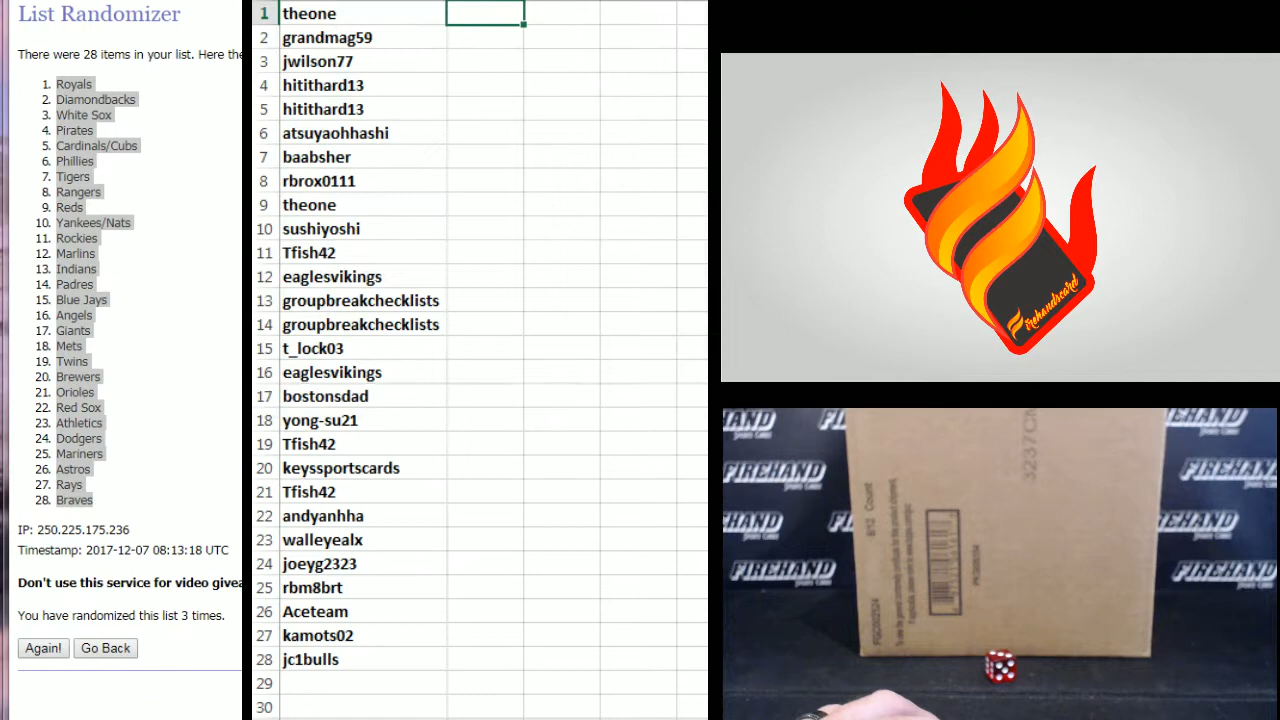 List Randomizer
There were 28 items in your list. Here the
1. Royals
2. Diamondbacks
3. White Sox
4. Pirates
5. Cardinals/Cubs
6. Phillies
7. Tigers
8. Rangers
9. Reds
10. Yankees/Nats
11. Rockies
12. Marlins
13. Indians
14. Padres
15. Blue Jays
16. Angels
17. Giants
18. Mets
19. Twins
20. Brewers
21. Orioles
22. Red Sox
23. Athletics
24. Dodgers
25. Mariners
26. Astros
27. Rays
28. Braves
IP: 250.225.175.236
Timestamp: 2017-12-07 08:13:18 UTC
Don't use this service for video givea
You have randomized this list 3 times.
Again!
Go Back
1 theone
2 grandmag59
3 jwilson77
4 hitithard13
5 hitithard13
6 atsuyaohhashi
7 baabsher
8 rbrox0111
9 theone
10 sushiyoshi
11 Tfish42
12 eaglesvikings
13 groupbreakchecklists
14 groupbreakchecklists
15 t_lock03
16 eaglesvikings
17 bostonsdad
18 yong-su21
19 Tfish42
20 keyssportscards
21 Tfish42
22 andyanhha
23 walleyealx
24 joeyg2323
25 rbm8brt
26 Aceteam
27 kamots02
28 jc1bulls
29
30
firehandscard
FIREHAND
FIREHAND
FIREHAND
FIREHAND
3237CM
Count